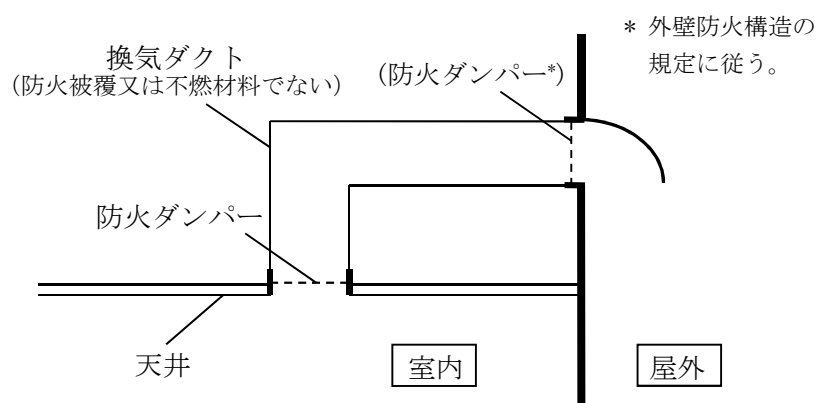 * 外壁防火構造の
規定に従う。
換気ダクト
(防火被覆又は不燃材料でない)
(防火ダンパー*)
防火ダンパー
天井
室内
屋外